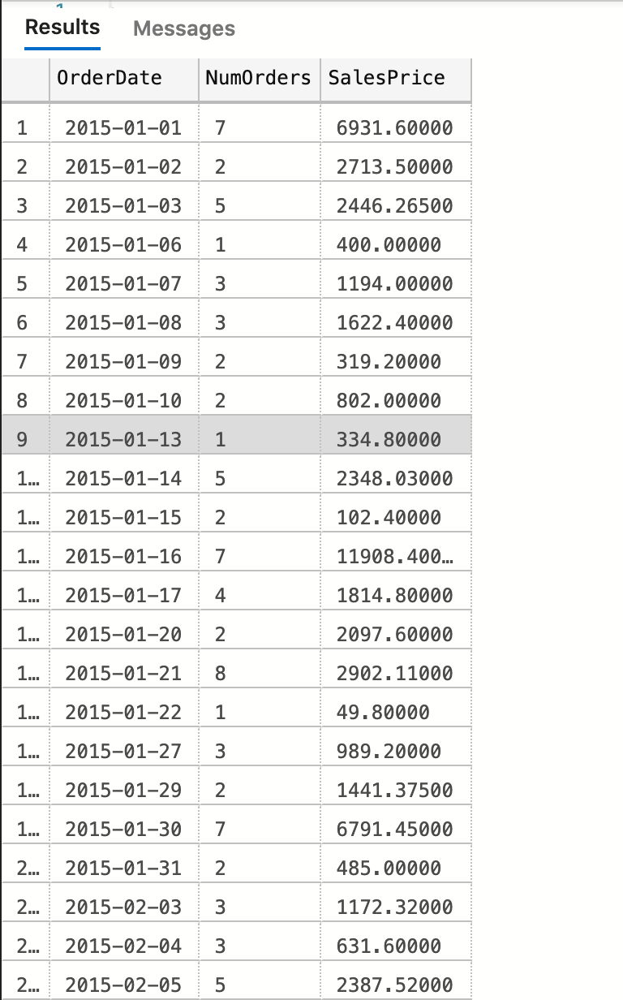 1
Results Messages
OrderDate NumOrders SalesPrice
1 2015-01-01 7 6931.60000
2 2015-01-02 2 2713.50000
3 2015-01-03 5 2446.26500
4 2015-01-06 1 400.00000
5 2015-01-07 3 1194.00000
6 2015-01-08 3 1622.40000
7 2015-01-09 2 319.20000
8 2015-01-10 2 802.00000
9 2015-01-13 1 334.80000
1… 2015-01-14 5 2348.03000
1… 2015-01-15 2 102.40000
1… 2015-01-16 7 11908.400…
1… 2015-01-17 4 1814.80000
1… 2015-01-20 2 2097.60000
1… 2015-01-21 8 2902.11000
1… 2015-01-22 1 49.80000
1… 2015-01-27 3 989.20000
1… 2015-01-29 2 1441.37500
1… 2015-01-30 7 6791.45000
2… 2015-01-31 2 485.00000
2… 2015-02-03 3 1172.32000
2… 2015-02-04 3 631.60000
2… 2015-02-05 5 2387.52000